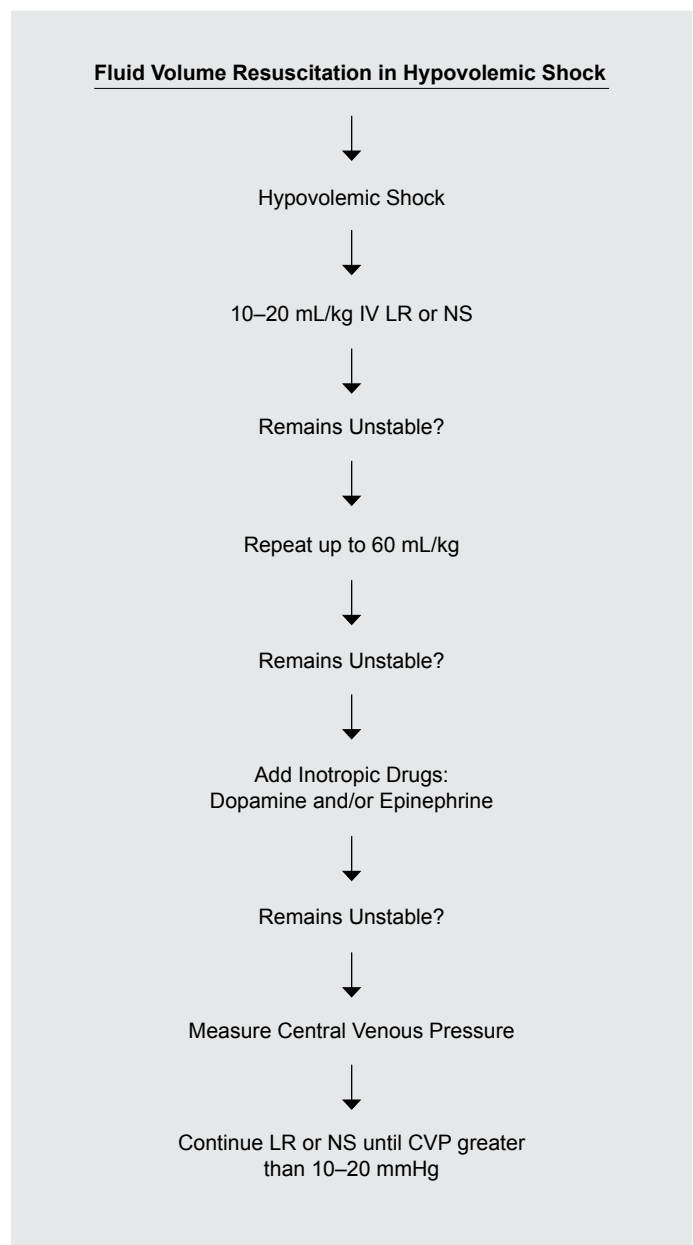 Fluid Volume Resuscitation in Hypovolemic Shock
Hypovolemic Shock
10–20 mL/kg IV LR or NS
Remains Unstable?
Repeat up to 60 mL/kg
Remains Unstable?
Add Inotropic Drugs:
Dopamine and/or Epinephrine
Remains Unstable?
Measure Central Venous Pressure
Continue LR or NS until CVP greater
than 10–20 mmHg